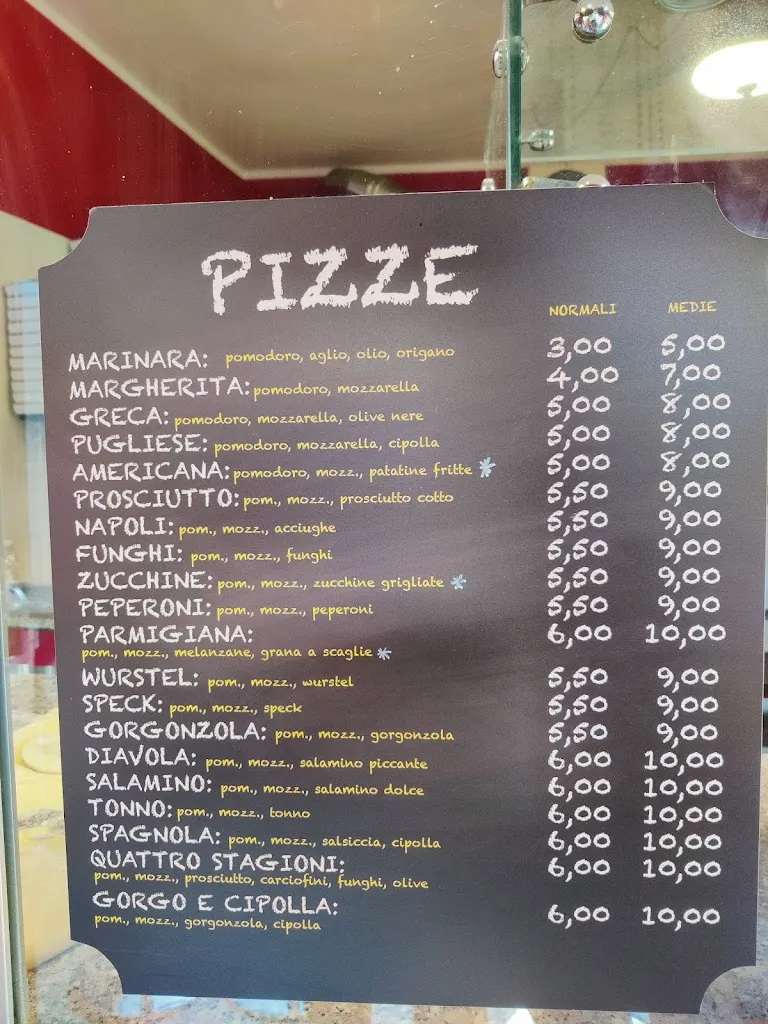 PIZZE
NORMALI MEDIE
MARINARA: pomodoro, aglio, olio, origano 3,00 5,00
MARGHERITA: pomodoro, mozzarella 4,00 7,00
GRECA: pomodoro, mozzarella, olive nere 5,00 8,00
PUGLIESE: pomodoro, mozzarella, cipolla 5,00 8,00
AMERICANA: pomodoro, mozz., patatine fritte * 5,00 8,00
PROSCIUTTO: pom., mozz., prosciutto cotto 5,50 9,00
NAPOLI: pom., mozz., acciughe 5,50 9,00
FUNGHI: pom., mozz., funghi 5,50 9,00
ZUCCHINE: pom., mozz., zucchine grigliate * 5,50 9,00
PEPERONI: pom., mozz., peperoni 5,50 9,00
PARMIGIANA: 6,00 10,00
pom., mozz., melanzane, grana a scaglie *
WURSTEL: pom., mozz., wurstel 5,50 9,00
SPECK: pom., mozz., speck 5,50 9,00
GORGONZOLA: pom., mozz., gorgonzola 5,50 9,00
DIAVOLA: pom., mozz., salamino piccante 6,00 10,00
SALAMINO: pom., mozz., salamino dolce 6,00 10,00
TONNO: pom., mozz., tonno 6,00 10,00
SPAGNOLA: pom., mozz., salsiccia, cipolla 6,00 10,00
QUATTRO STAGIONI: 6,00 10,00
pom., mozz., prosciutto, carciofini, funghi, olive
GORGO E CIPOLLA: 6,00 10,00
pom., mozz., gorgonzola, cipolla